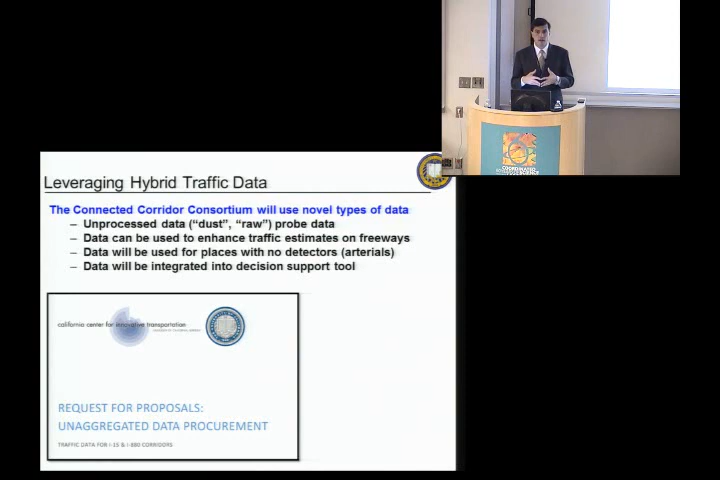 COORDINATED
SCIENCE
Leveraging Hybrid Traffic Data
The Connected Corridor Consortium will use novel types of data
– Unprocessed data (“dust”, “raw”) probe data
– Data can be used to enhance traffic estimates on freeways
– Data will be used for places with no detectors (arterials)
– Data will be integrated into decision support tool
california center for innovative transportation
REQUEST FOR PROPOSALS:
UNAGGREGATED DATA PROCUREMENT
TRAFFIC DATA FOR I-15 & I-880 CORRIDORS